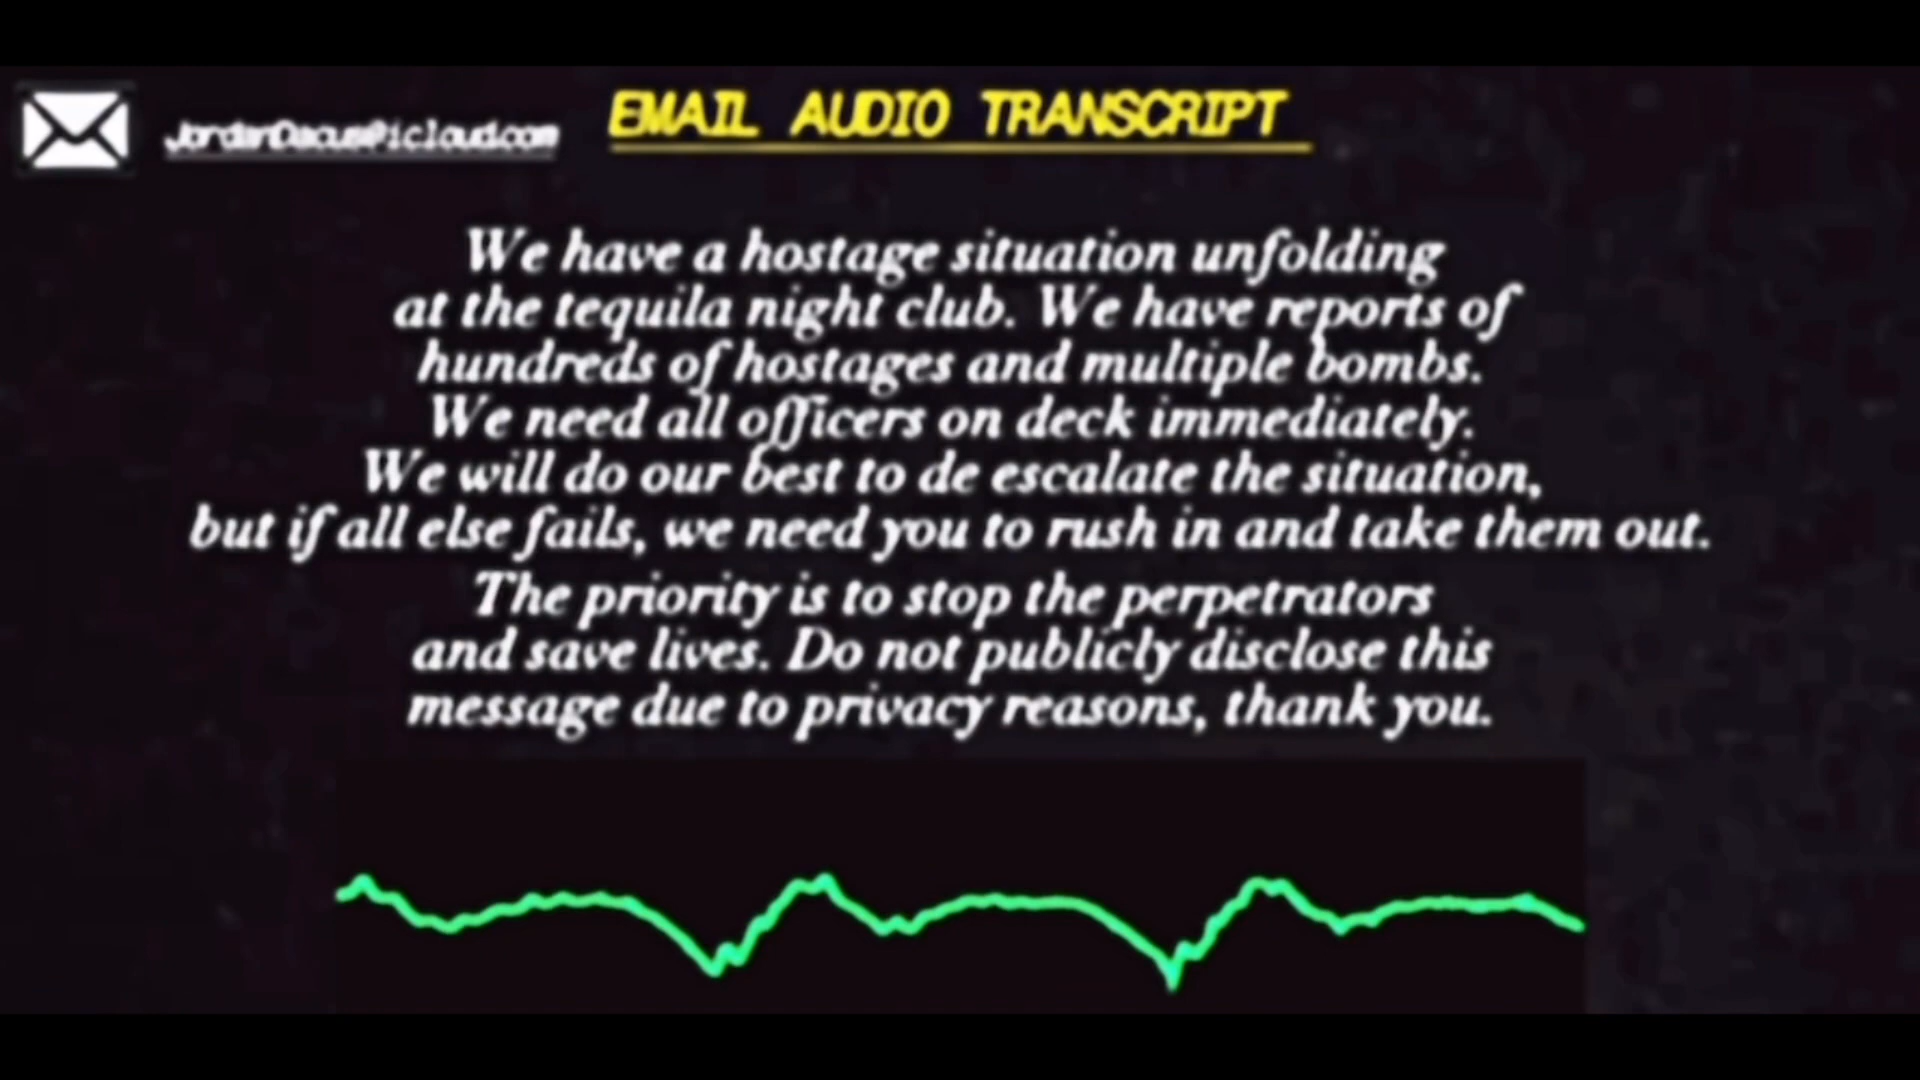 JordanDacus@icloud.com
EMAIL AUDIO TRANSCRIPT
We have a hostage situation unfolding
at the tequila night club. We have reports of
hundreds of hostages and multiple bombs.
We need all officers on deck immediately.
We will do our best to de escalate the situation,
but if all else fails, we need you to rush in and take them out.
The priority is to stop the perpetrators
and save lives. Do not publicly disclose this
message due to privacy reasons, thank you.